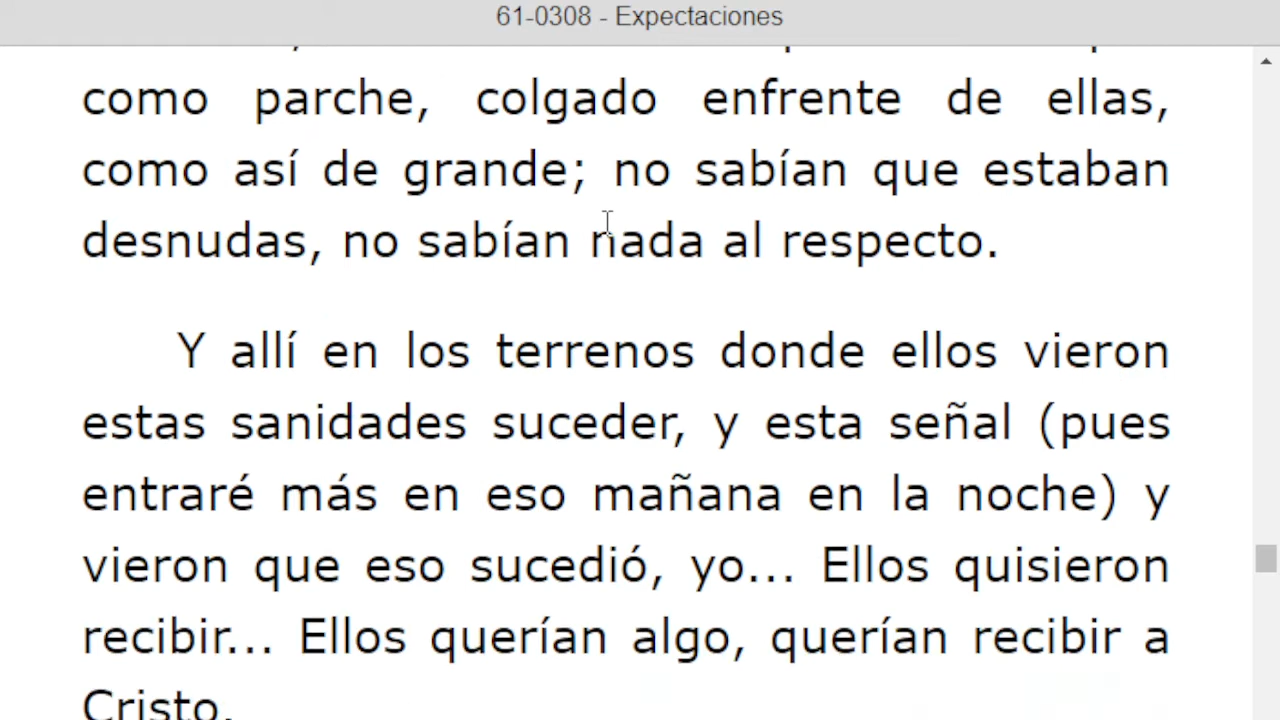 61-0308 - Expectaciones
como parche, colgado enfrente de ellas,
como así de grande; no sabían que estaban
desnudas, no sabían nada al respecto.
Y allí en los terrenos donde ellos vieron
estas sanidades suceder, y esta señal (pues
entraré más en eso mañana en la noche) y
vieron que eso sucedió, yo... Ellos quisieron
recibir... Ellos querían algo, querían recibir a
Cristo.